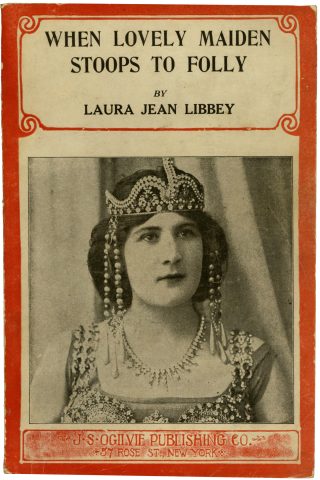 WHEN LOVELY MAIDEN
STOOPS TO FOLLY
BY
LAURA JEAN LIBBEY
J·S·OGILVIE PUBLISHING CO.
57 ROSE ST., NEW YORK